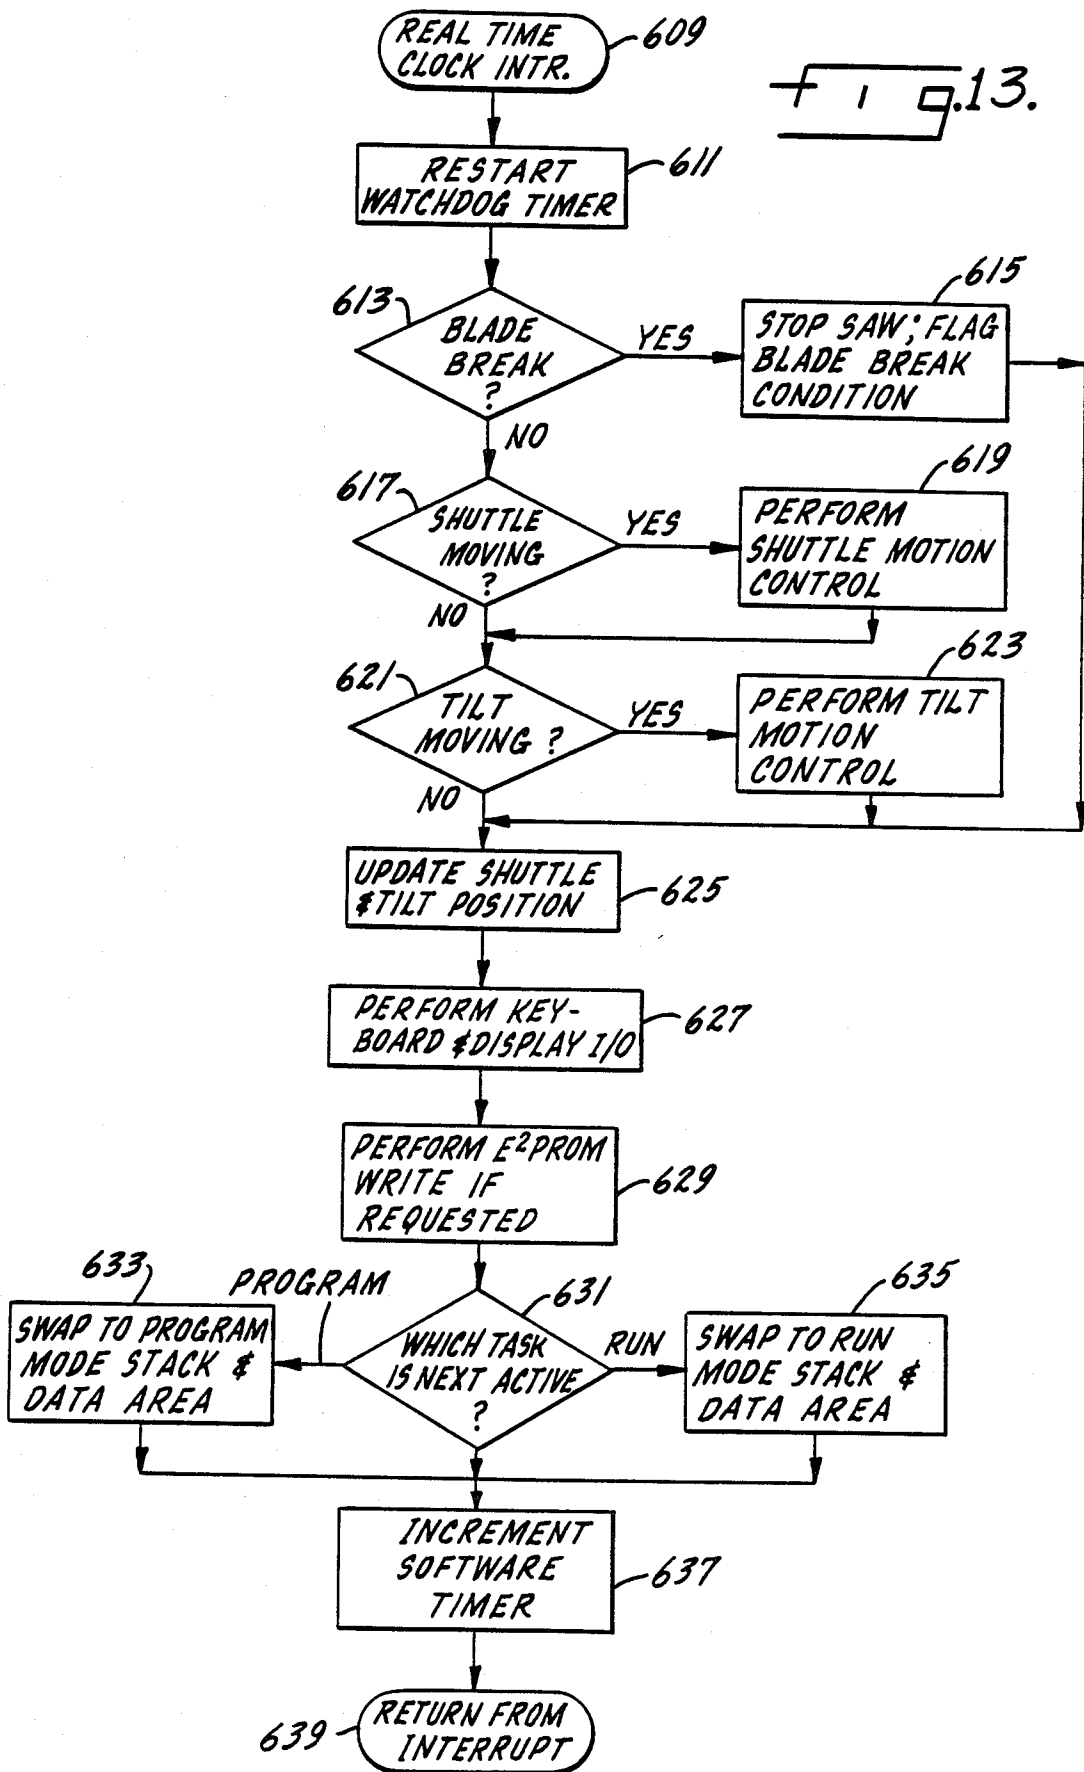 REAL TIME
CLOCK INTR.
609
Fig.13.
RESTART
WATCHDOG TIMER
611
613
BLADE
BREAK
?
YES
NO
615
STOP SAW; FLAG
BLADE BREAK
CONDITION
617
SHUTTLE
MOVING
?
YES
NO
619
PERFORM
SHUTTLE MOTION
CONTROL
621
TILT
MOVING ?
YES
NO
623
PERFORM TILT
MOTION
CONTROL
UPDATE SHUTTLE
& TILT POSITION
625
PERFORM KEY-
BOARD & DISPLAY I/O
627
PERFORM E²PROM
WRITE IF
REQUESTED
629
633
SWAP TO PROGRAM
MODE STACK &
DATA AREA
PROGRAM
631
WHICH TASK
IS NEXT ACTIVE
?
RUN
635
SWAP TO RUN
MODE STACK &
DATA AREA
INCREMENT
SOFTWARE
TIMER
637
639
RETURN FROM
INTERRUPT